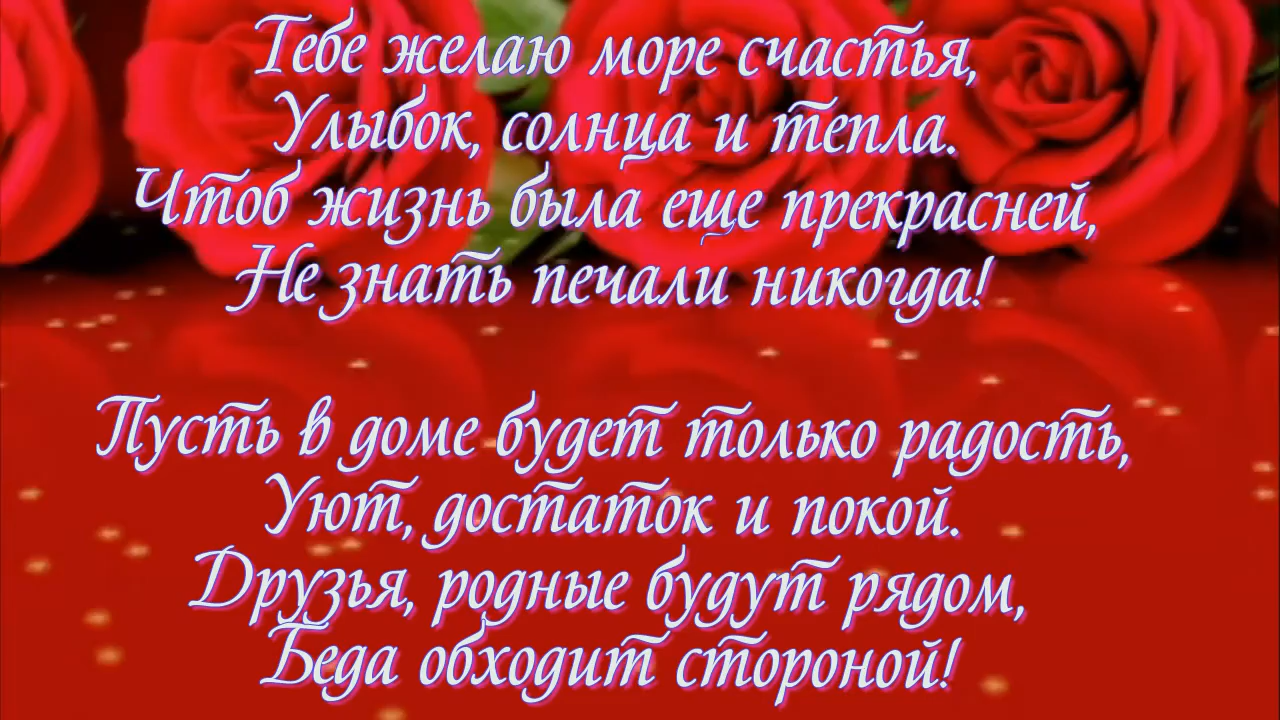 Тебе желаю море счастья,
Улыбок, солнца и тепла.
Чтоб жизнь была еще прекрасней,
Не знать печали никогда!
Пусть в доме будет только радость,
Уют, достаток и покой.
Друзья, родные будут рядом,
Беда обходит стороной!